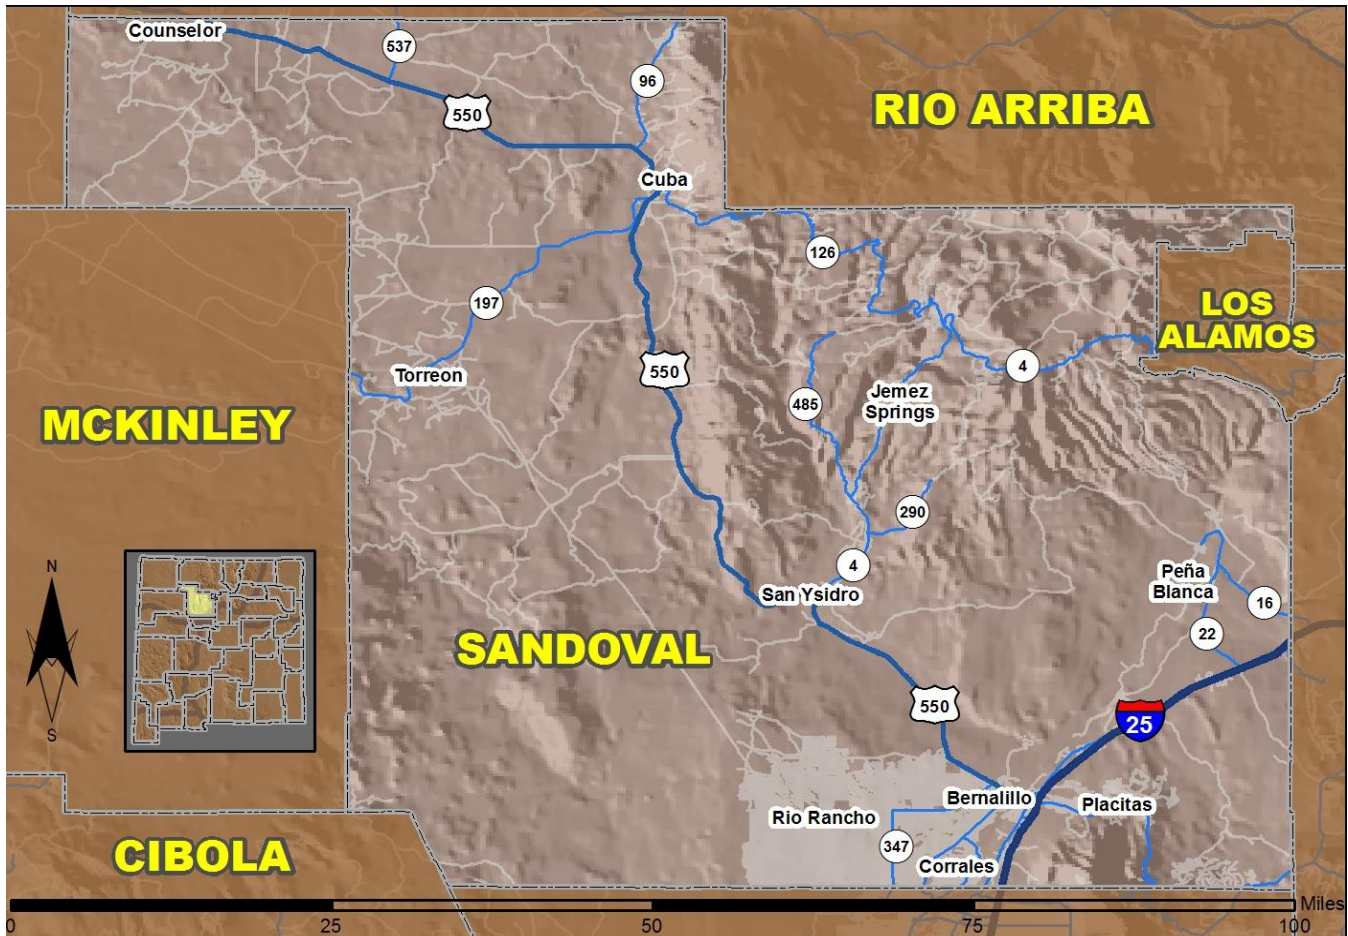 Counselor
537
96
550
RIO ARRIBA
Cuba
126
197
LOS
ALAMOS
550
4
Torreon
Jemez
Springs
485
MCKINLEY
290
4
N
Peña
Blanca
San Ysidro
16
22
SANDOVAL
550
25
S
Bernalillo
Placitas
Rio Rancho
347
Corrales
CIBOLA
Miles
0 25 50 75 100